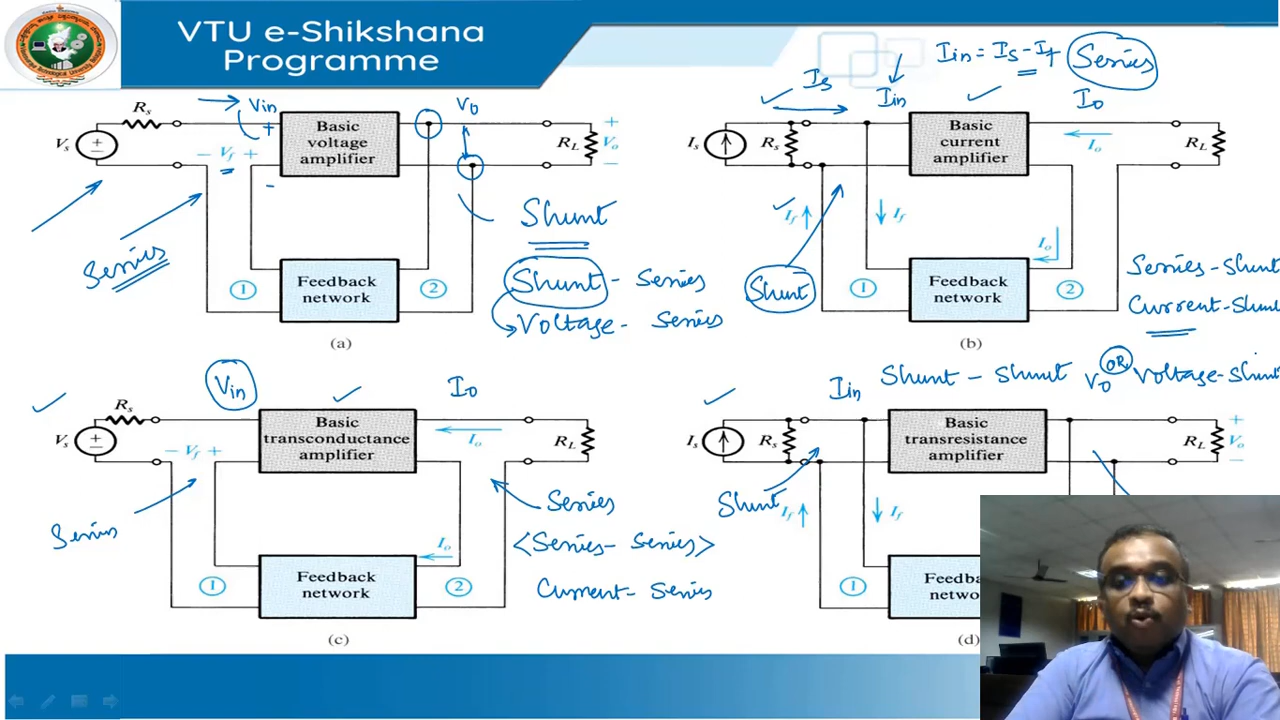 VTU e-Shikshana
Programme
Rs
Vin
+
Vs
+
−
− Vf +
-
Basic
voltage
amplifier
Vo
RL
+
Vo
−
Series
Shunt
Shunt - Series
Voltage - Series
Feedback
network
1
2
(a)
Iin = Is - If
Series
Is
Iin
Io
Is
Rs
Basic
current
amplifier
Io
RL
If
If
Io
Shunt
Feedback
network
1
2
Series - Shunt
Current - Shunt
(b)
Vin
Rs
Vs
+
−
− Vf +
Basic
transconductance
amplifier
Io
Io
RL
Series
Series
<Series - Series>
Current - Series
Io
Feedback
network
1
2
(c)
Iin
Shunt - Shunt
OR
Vo
Voltage - Shunt
Is
Rs
Basic
transresistance
amplifier
RL
+
Vo
−
Shunt
If
If
1
Feedba
netwo
(d)